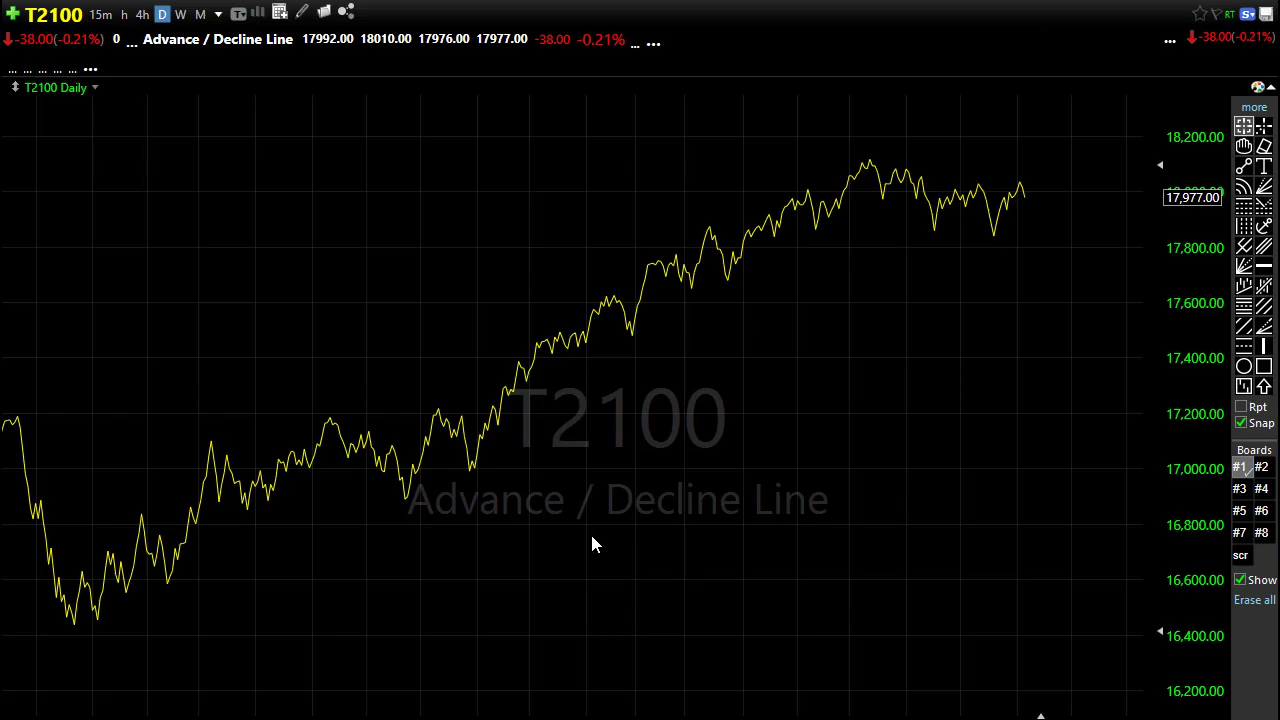 T2100 15m h 4h D W M T RT S
-38.00(-0.21%) 0 ... Advance / Decline Line 17992.00 18010.00 17976.00 17977.00 -38.00 -0.21% ... ... ... -38.00(-0.21%)
... ... ... ... ... ...
T2100 Daily
more
18,200.00
T
17,977.00
17,800.00
17,600.00
17,400.00
T2100
Rpt
17,200.00
Snap
Boards
17,000.00
#1 #2
Advance / Decline Line
#3 #4
#5 #6
16,800.00
#7 #8
scr
16,600.00
Show
Erase all
16,400.00
16,200.00